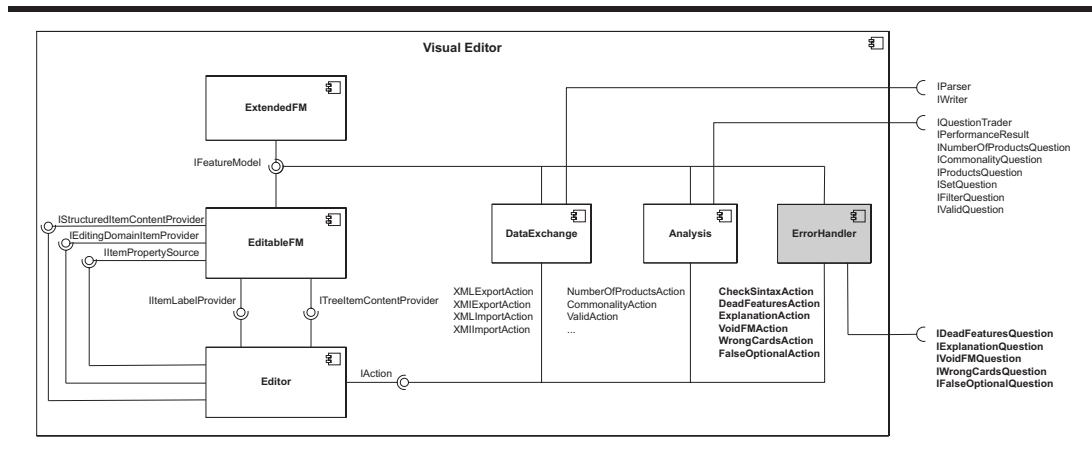 Visual Editor
ExtendedFM
IParser
IWriter
IQuestionTrader
IPerformanceResult
INumberOfProductsQuestion
ICommonalityQuestion
IProductsQuestion
ISetQuestion
IFilterQuestion
IValidQuestion
IFeatureModel
IStructuredItemContentProvider
IEditingDomainItemProvider
IItemPropertySource
EditableFM
DataExchange
Analysis
ErrorHandler
IItemLabelProvider
ITreeItemContentProvider
XMLExportAction
XMIExportAction
XMLImportAction
XMIImportAction
NumberOfProductsAction
CommonalityAction
ValidAction
...
CheckSintaxAction
DeadFeaturesAction
ExplanationAction
VoidFMAction
WrongCardsAction
FalseOptionalAction
IDeadFeaturesQuestion
IExplanationQuestion
IVoidFMQuestion
IWrongCardsQuestion
IFalseOptionalQuestion
Editor
IAction